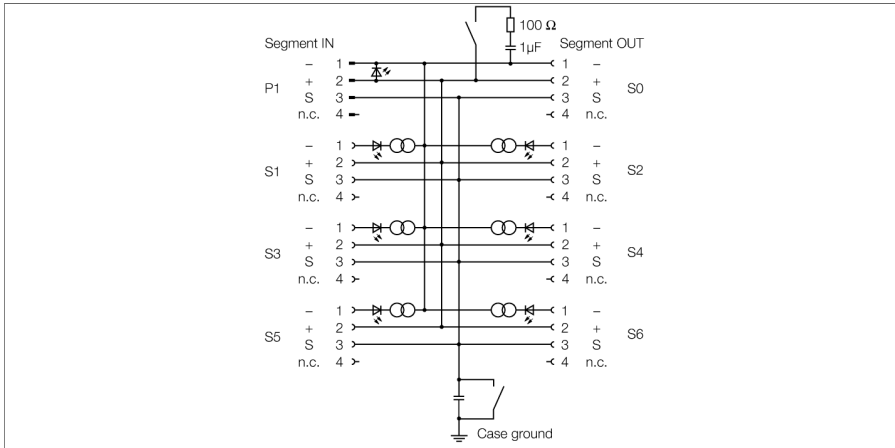 100 Ω
1µF
Segment IN Segment OUT
– 1 1 –
P1 + 2 2 + S0
S 3 3 S
n.c. 4 4 n.c.
– 1 1 –
S1 + 2 2 + S2
S 3 3 S
n.c. 4 4 n.c.
– 1 1 –
S3 + 2 2 + S4
S 3 3 S
n.c. 4 4 n.c.
– 1 1 –
S5 + 2 2 + S6
S 3 3 S
n.c. 4 4 n.c.
Case ground